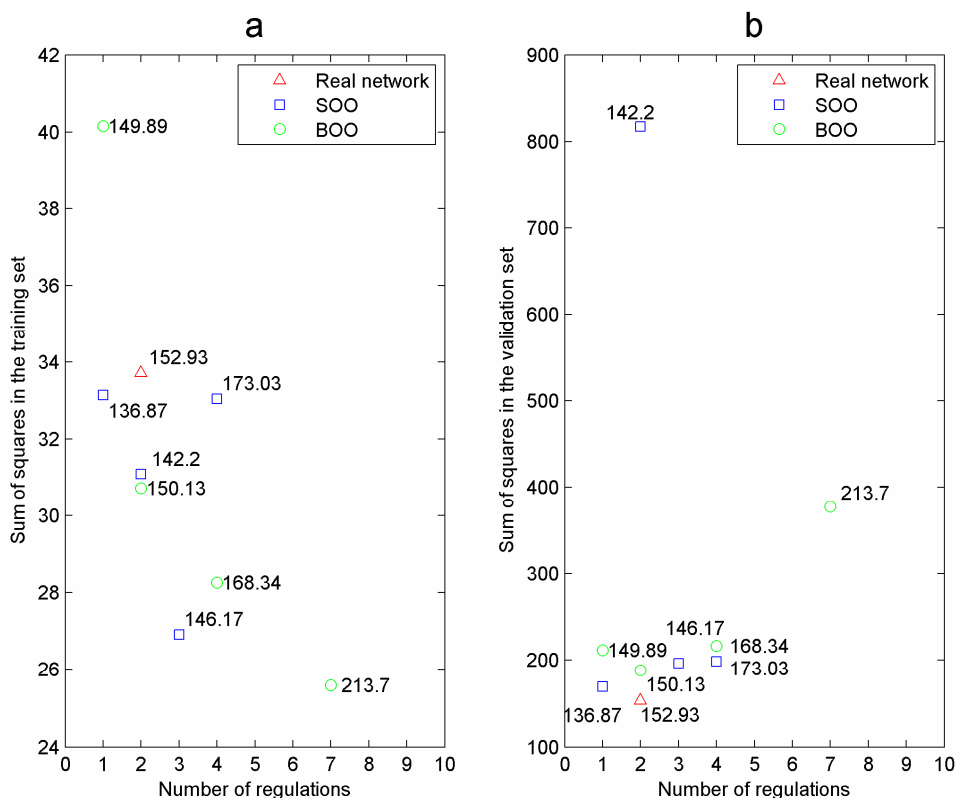 a
42
40
38
36
34
32
30
28
26
24
0 1 2 3 4 5 6 7 8 9 10
Sum of squares in the training set
Number of regulations
Real network
SOO
BOO
149.89
152.93
173.03
136.87
142.2
150.13
168.34
146.17
213.7
b
900
800
700
600
500
400
300
200
100
0 1 2 3 4 5 6 7 8 9 10
Sum of squares in the validation set
Number of regulations
Real network
SOO
BOO
142.2
213.7
146.17
149.89
168.34
173.03
150.13
136.87
152.93